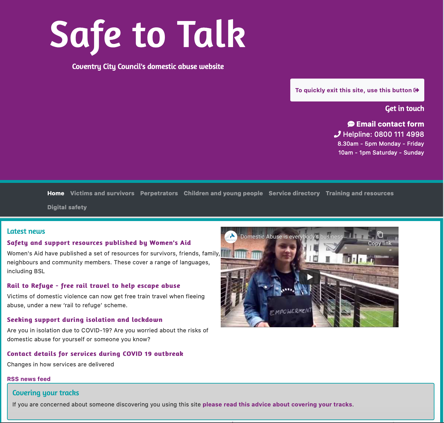 Safe to Talk
Coventry City Council's domestic abuse website
To quickly exit this site, use this button
Get in touch
Email contact form
Helpline: 0800 111 4998
8.30am - 5pm Monday - Friday
10am - 1pm Saturday - Sunday
Home Victims and survivors Perpetrators Children and young people Service directory Training and resources
Digital safety
Latest news
Safety and support resources published by Women's Aid
Women's Aid have published a set of resources for survivors, friends, family,
neighbours and community members. These cover a range of languages,
including BSL
Rail to Refuge - free rail travel to help escape abuse
Victims of domestic violence can now get free train travel when fleeing
abuse, under a new 'rail to refuge' scheme.
Seeking support during isolation and lockdown
Are you in isolation due to COVID-19? Are you worried about the risks of
domestic abuse for yourself or someone you know?
Contact details for services during COVID 19 outbreak
Changes in how services are delivered
RSS news feed
Domestic Abuse is everyone
Copy link
EMPOWERMENT
Covering your tracks
If you are concerned about someone discovering you using this site please read this advice about covering your tracks.